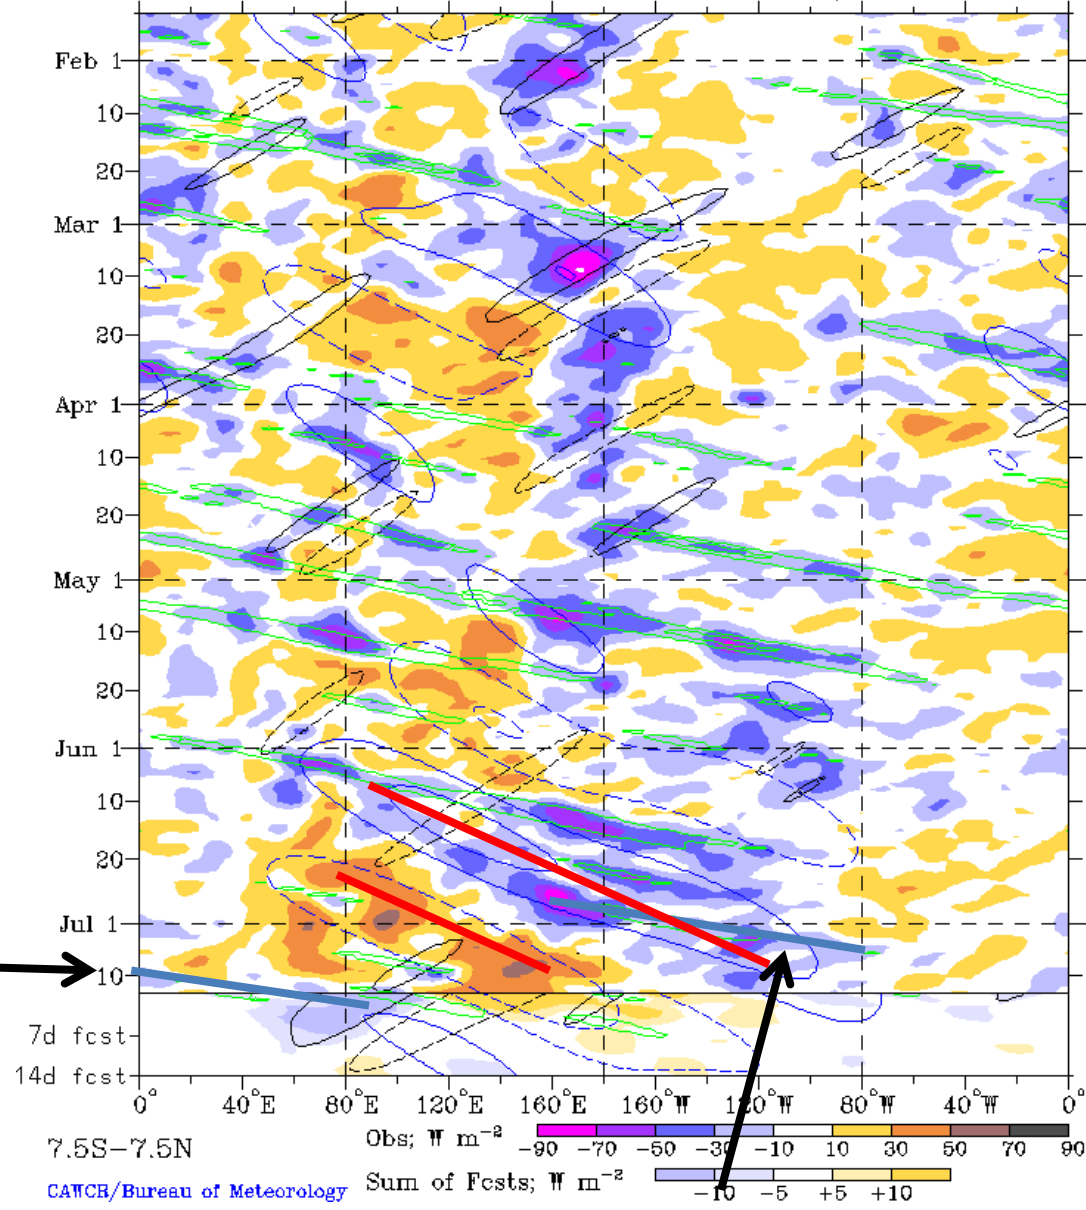 Feb 1
10
20
Mar 1
10
20
Apr 1
10
20
May 1
10
20
Jun 1
10
20
Jul 1
10
7d fcst
14d fcst
0° 40°E 80°E 120°E 160°E 160°W 120°W 80°W 40°W 0°
7.5S-7.5N
Obs; W m⁻²
-90 -70 -50 -30 -10 10 30 50 70 90
CAWCR/Bureau of Meteorology
Sum of Fcsts; W m⁻²
-10 -5 +5 +10